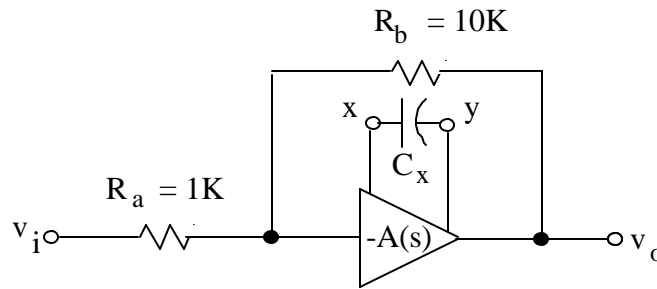 R_b = 10K
x
y
C_x
R_a = 1K
v_i
-A(s)
v_o